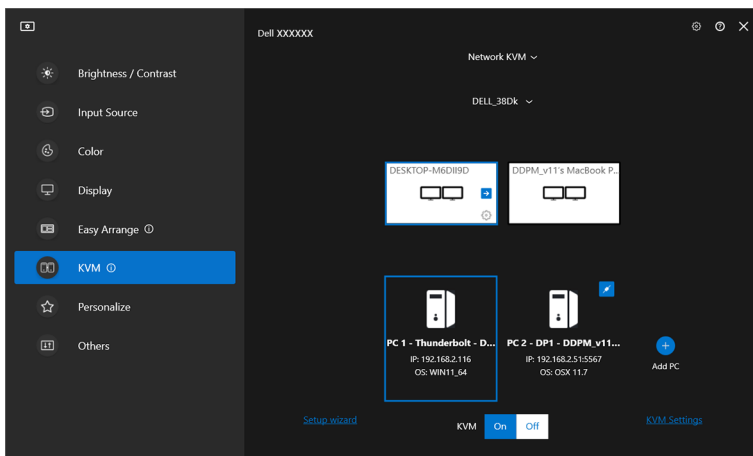 Dell XXXXXX
Network KVM
DELL_38Dk
Brightness / Contrast
Input Source
Color
Display
Easy Arrange
KVM
Personalize
Others
DESKTOP-M6DII9D
DDPM_v11's MacBook P...
PC 1 - Thunderbolt - D...
IP: 192.168.2.116
OS: WIN11_64
PC 2 - DP1 - DDPM_v11...
IP: 192.168.2.51:5567
OS: OSX 11.7
Add PC
Setup wizard
KVM On Off
KVM Settings